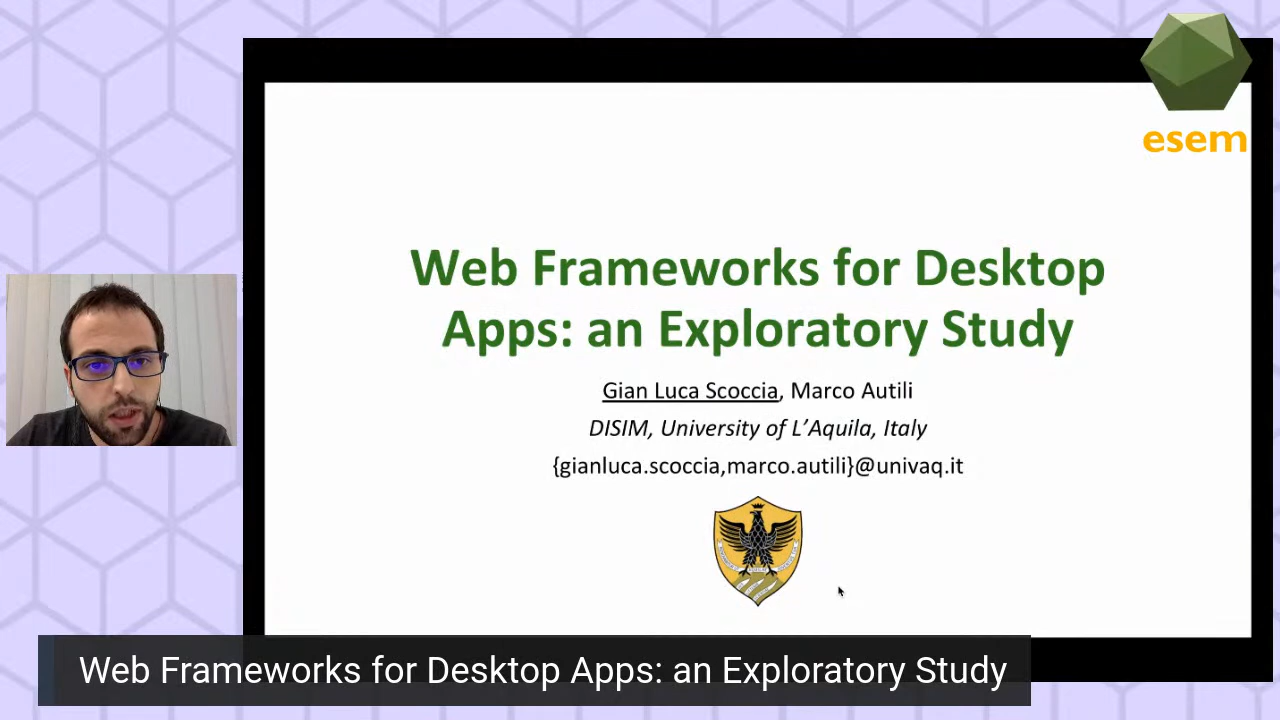 esem
Web Frameworks for Desktop
Apps: an Exploratory Study
Gian Luca Scoccia, Marco Autili
DISIM, University of L’Aquila, Italy
{gianluca.scoccia,marco.autili}@univaq.it
Web Frameworks for Desktop Apps: an Exploratory Study